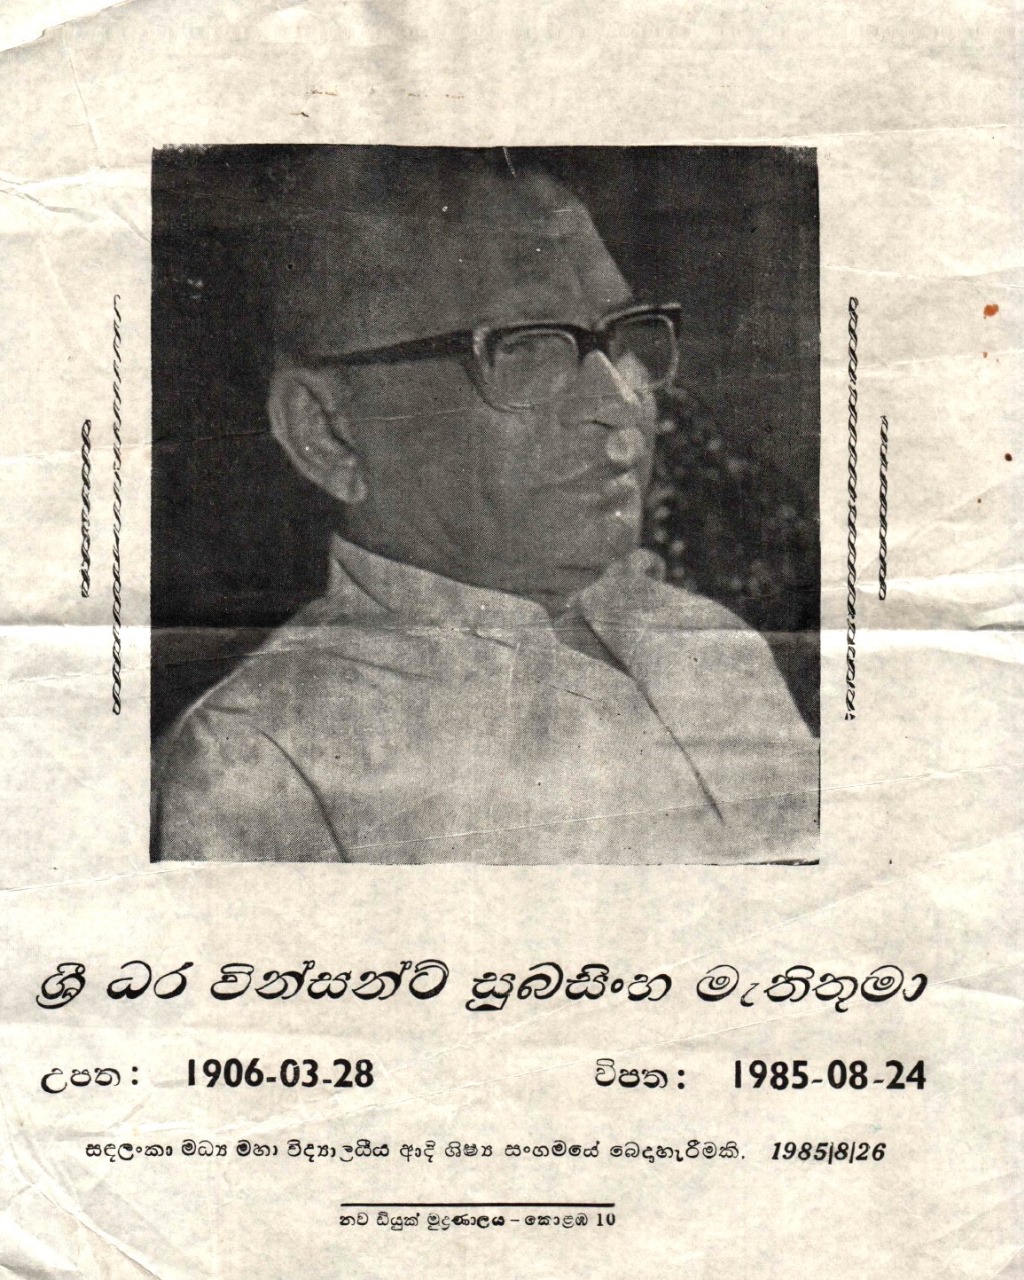 ශ්‍රී ධර වින්සන්ට් සුබසිංහ මැතිතුමා
උපත : 1906-03-28 විපත : 1985-08-24
සඳලංකා මධ්‍ය මහා විද්‍යාලයීය ආදි ශිෂ්‍ය සංගමයේ බෙදාහැරීමකි. 1985|8|26
නව ඩියුක් මුද්‍රණාලය – කොළඹ 10